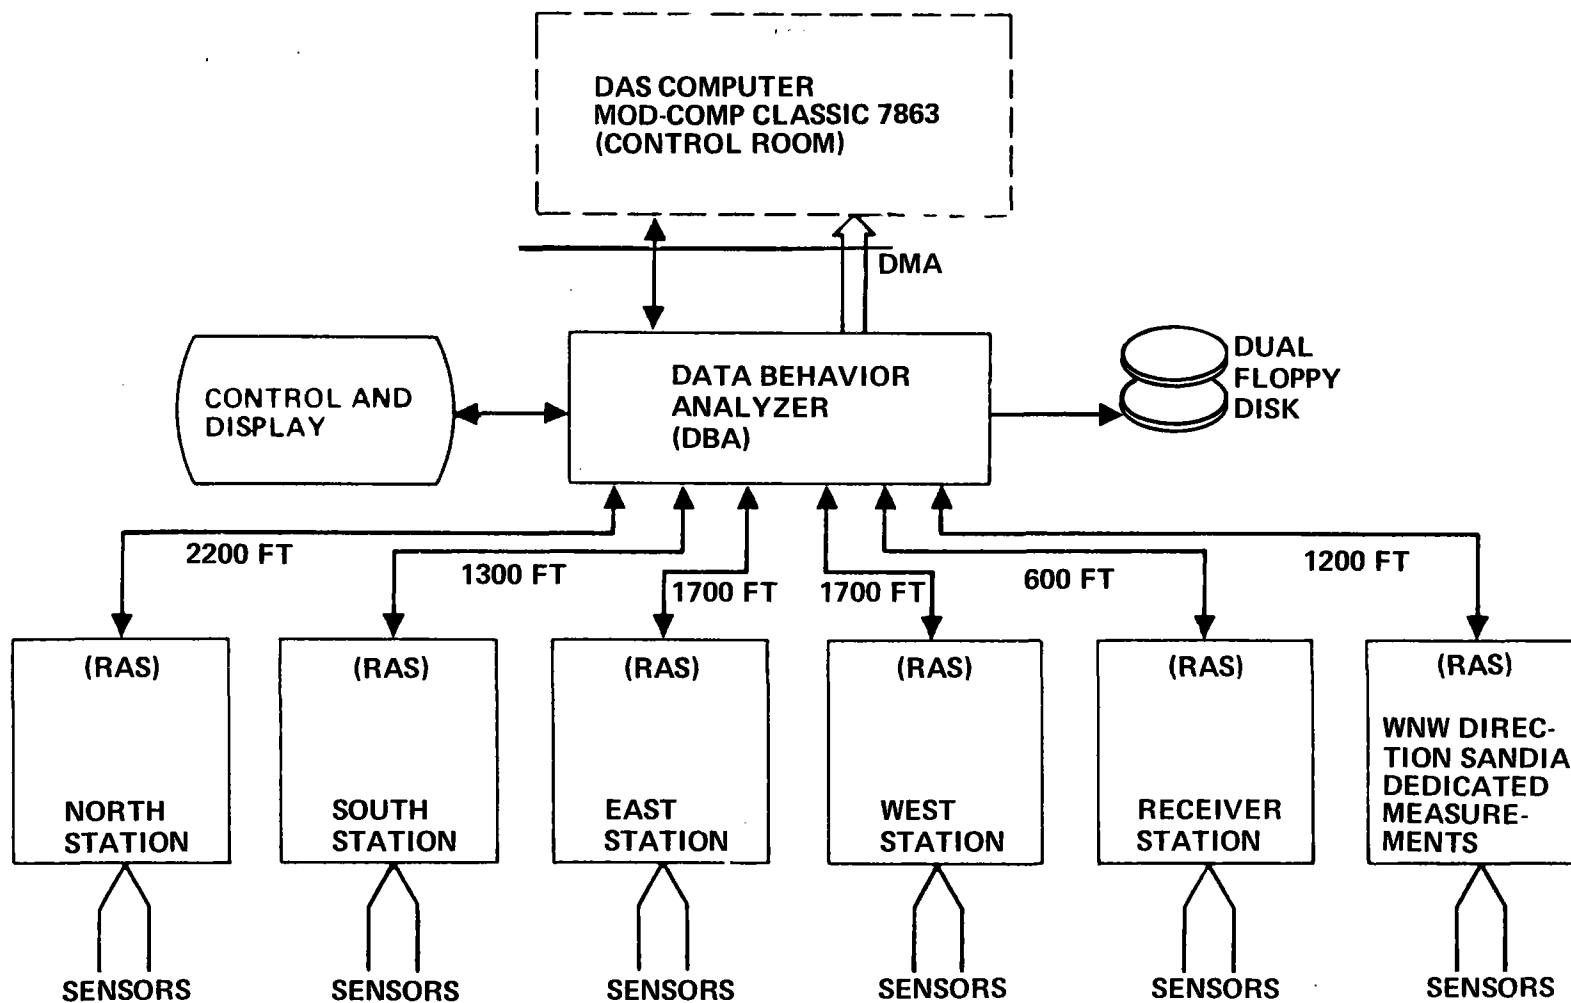 DAS COMPUTER
MOD-COMP CLASSIC 7863
(CONTROL ROOM)
DMA
CONTROL AND
DISPLAY
DATA BEHAVIOR
ANALYZER
(DBA)
DUAL
FLOPPY
DISK
2200 FT
1300 FT
1700 FT
1700 FT
600 FT
1200 FT
(RAS)
NORTH
STATION
(RAS)
SOUTH
STATION
(RAS)
EAST
STATION
(RAS)
WEST
STATION
(RAS)
RECEIVER
STATION
(RAS)
WNW DIREC-
TION SANDIA
DEDICATED
MEASURE-
MENTS
SENSORS
SENSORS
SENSORS
SENSORS
SENSORS
SENSORS